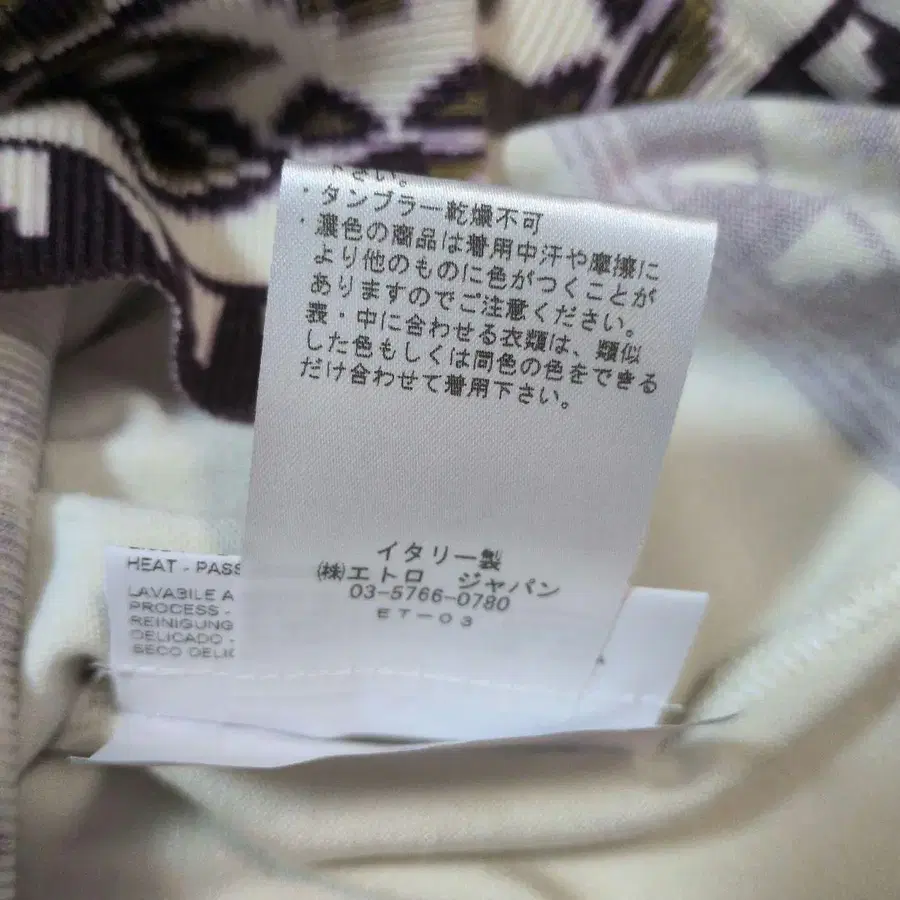 下さい。
・タンブラー乾燥不可
・濃色の商品は着用中汗や摩擦に
より他のものに色がつくことが
ありますのでご注意ください。
表・中に合わせる衣類は、類似
した色もしくは同色の色をできる
だけ合わせて着用下さい。
イタリー製
㈱エトロ ジャパン
03-5766-0780
ET-03
HEAT - PASS
LAVABILE A
PROCESS -
REINIGUNG
DELICADO -
SECO DELIC